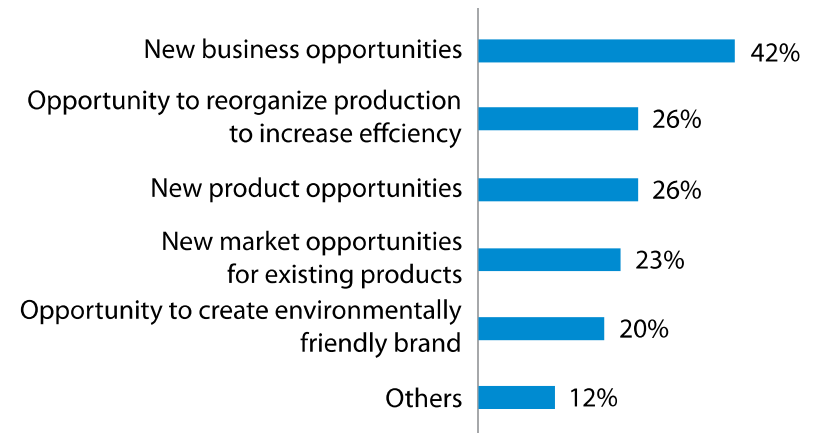 New business opportunities
42%
Opportunity to reorganize production
to increase effciency
26%
New product opportunities
26%
New market opportunities
for existing products
23%
Opportunity to create environmentally
friendly brand
20%
Others
12%